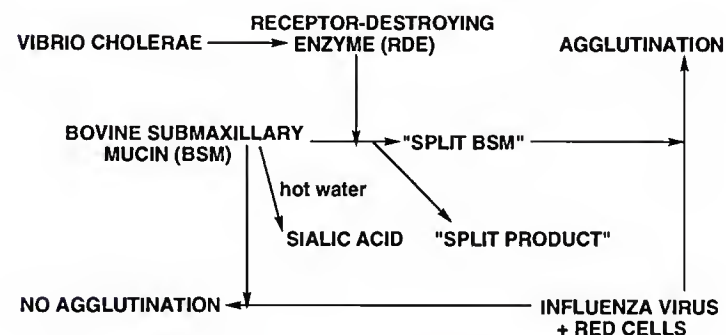 RECEPTOR-DESTROYING
VIBRIO CHOLERAE
ENZYME (RDE)
AGGLUTINATION
BOVINE SUBMAXILLARY
MUCIN (BSM)
"SPLIT BSM"
hot water
SIALIC ACID
"SPLIT PRODUCT"
NO AGGLUTINATION
INFLUENZA VIRUS
+ RED CELLS